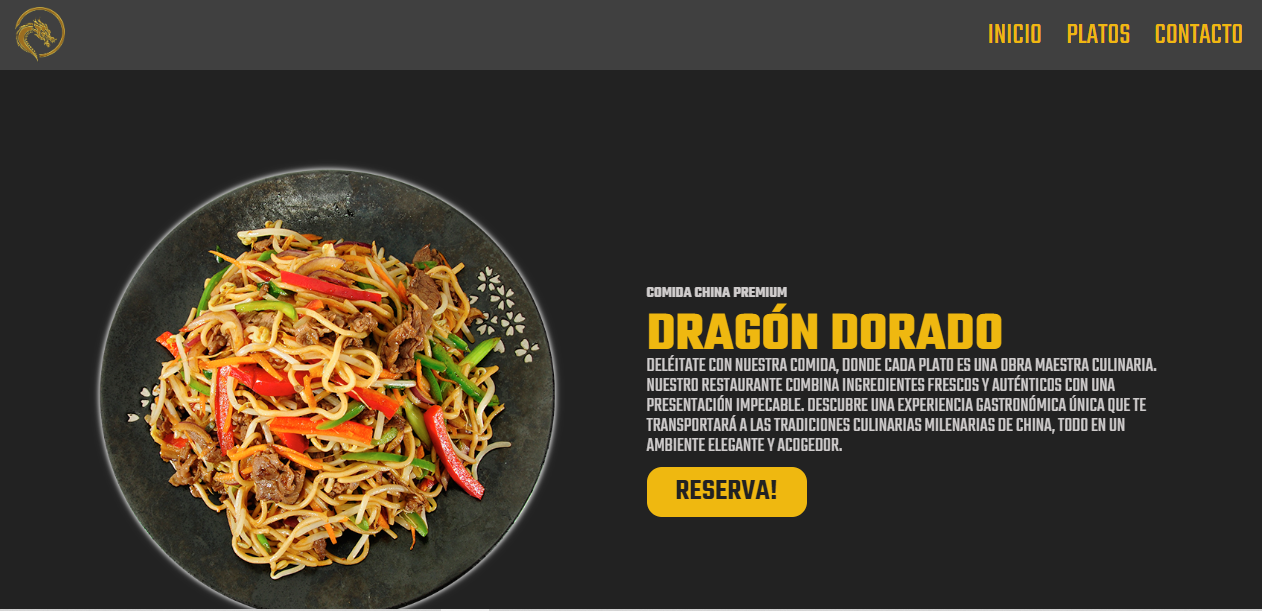 INICIO PLATOS CONTACTO
COMIDA CHINA PREMIUM
DRAGÓN DORADO
DELÉITATE CON NUESTRA COMIDA, DONDE CADA PLATO ES UNA OBRA MAESTRA CULINARIA.
NUESTRO RESTAURANTE COMBINA INGREDIENTES FRESCOS Y AUTÉNTICOS CON UNA
PRESENTACIÓN IMPECABLE. DESCUBRE UNA EXPERIENCIA GASTRONÓMICA ÚNICA QUE TE
TRANSPORTARÁ A LAS TRADICIONES CULINARIAS MILENARIAS DE CHINA, TODO EN UN
AMBIENTE ELEGANTE Y ACOGEDOR.
RESERVA!